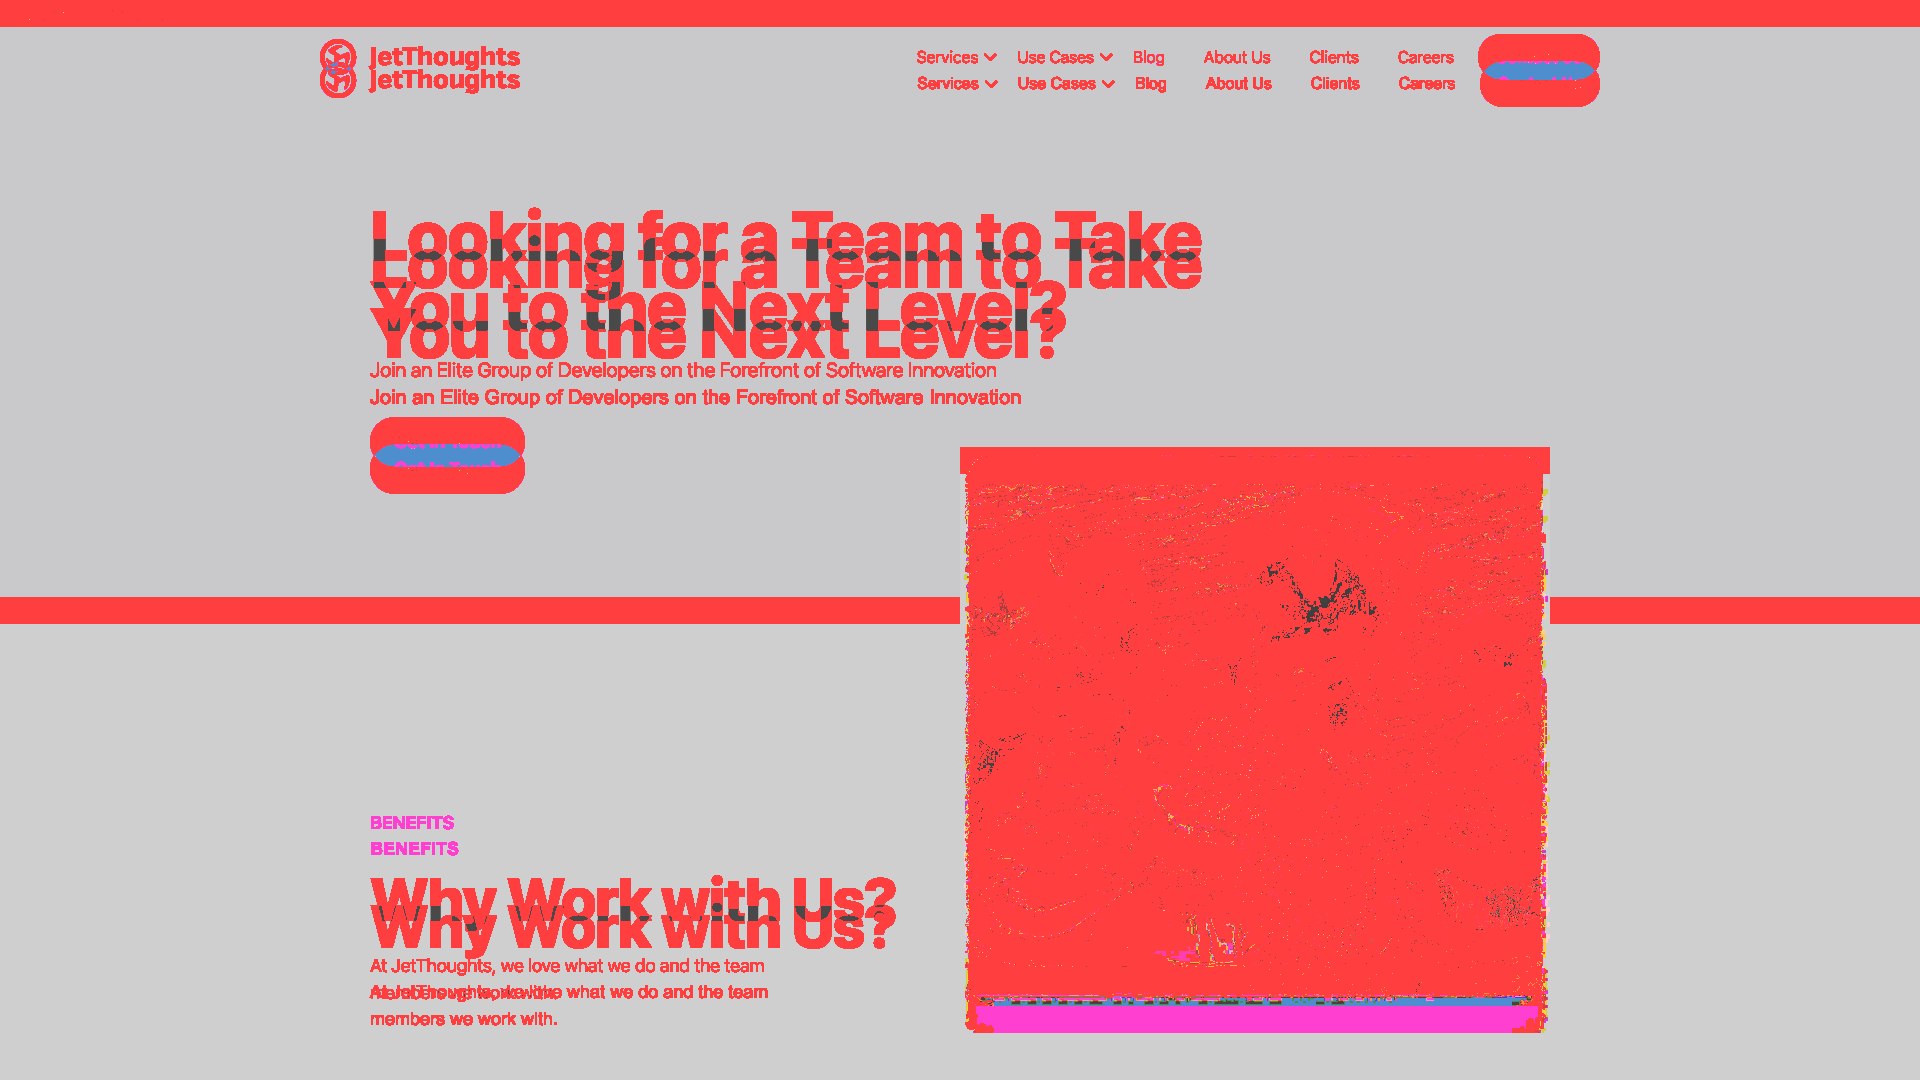 JetThoughts
JetThoughts
Services Use Cases Blog About Us Clients Careers
Services Use Cases Blog About Us Clients Careers
Looking for a Team to Take
Looking for a Team to Take
You to the Next Level?
You to the Next Level?
Join an Elite Group of Developers on the Forefront of Software Innovation
Join an Elite Group of Developers on the Forefront of Software Innovation
BENEFITS
BENEFITS
Why Work with Us?
Why Work with Us?
At JetThoughts, we love what we do and the team
members we work with.
At JetThoughts, we love what we do and the team
members we work with.